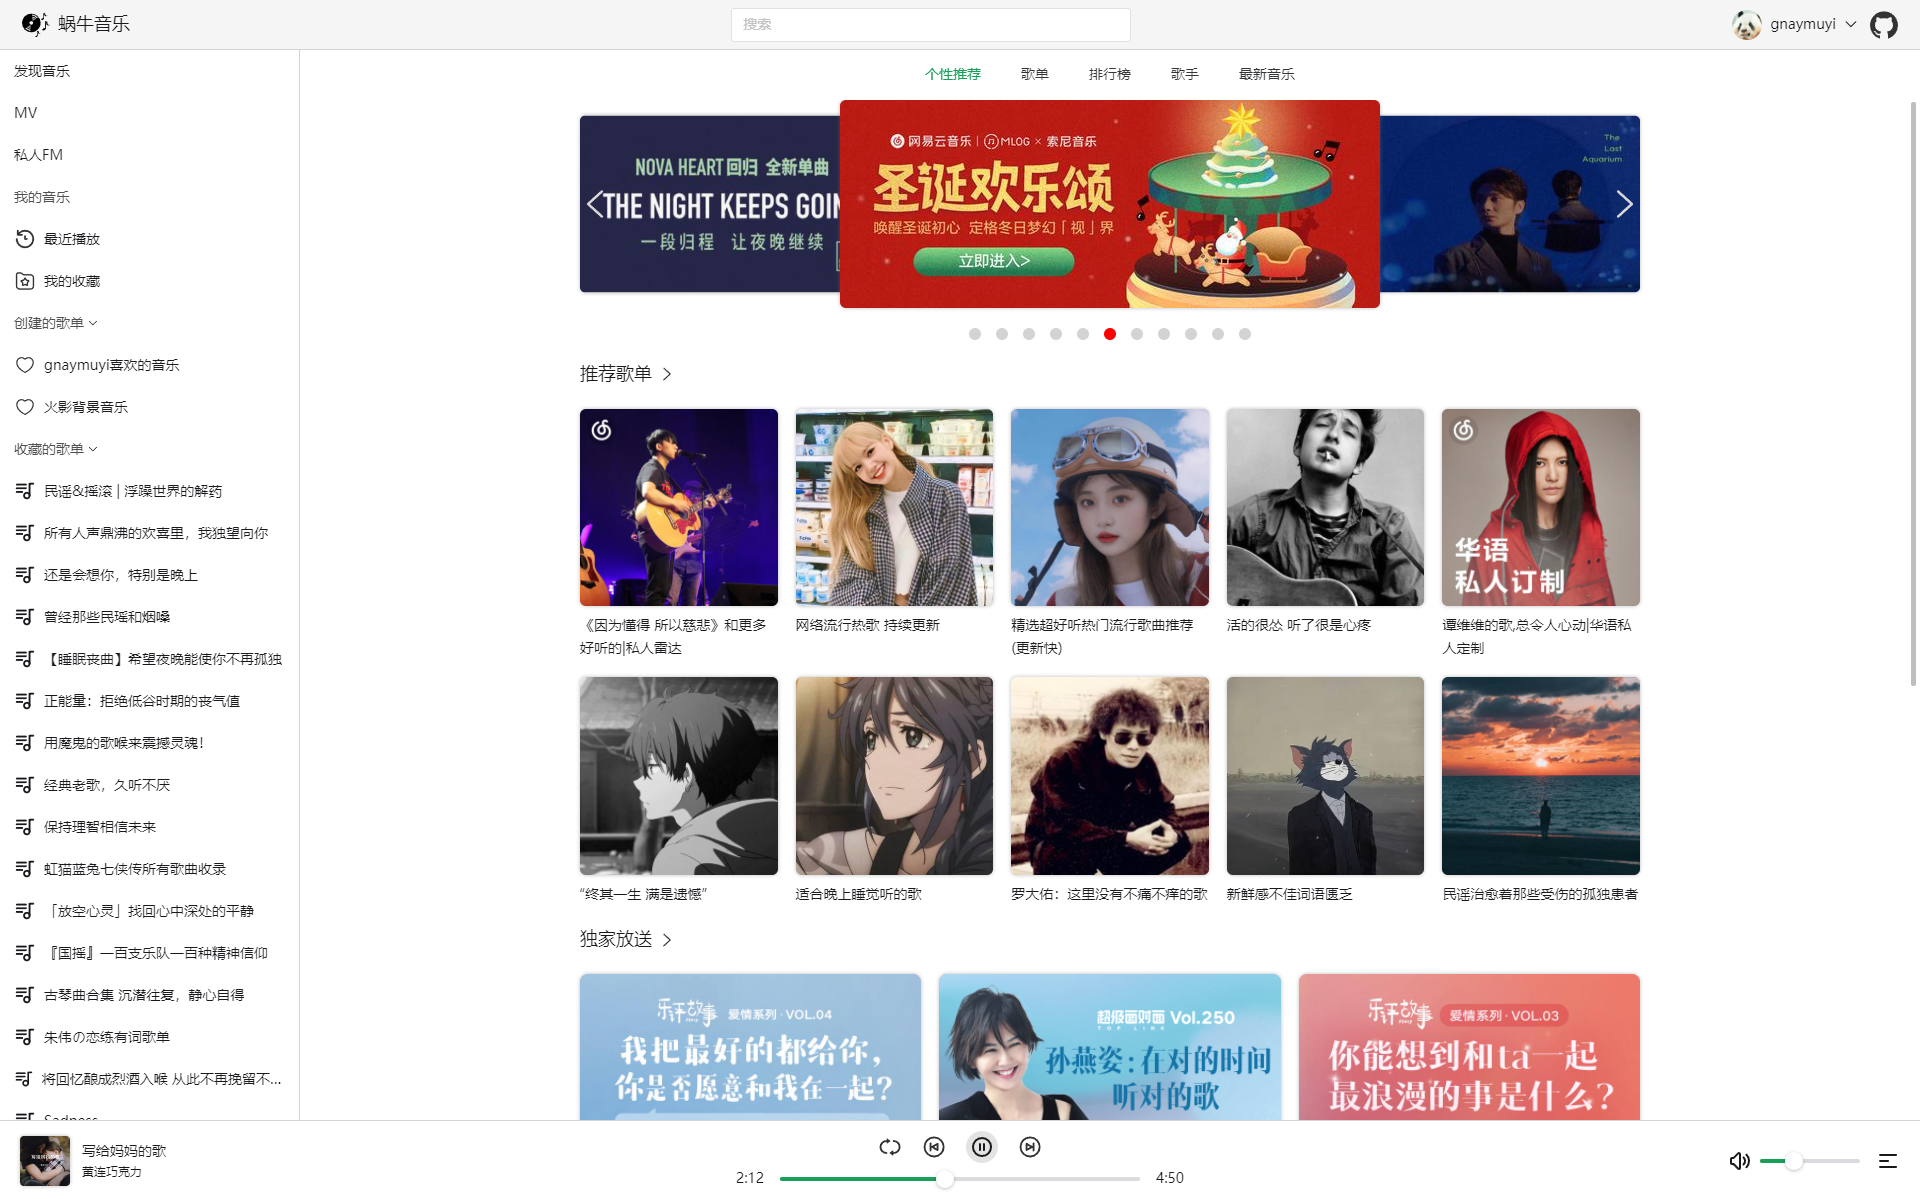 蜗牛音乐
搜索
gnaymuyi
发现音乐
MV
私人FM
我的音乐
最近播放
我的收藏
创建的歌单
gnaymuyi喜欢的音乐
火影背景音乐
收藏的歌单
民谣&摇滚 | 浮躁世界的解药
所有人声鼎沸的欢喜里，我独望向你
还是会想你，特别是晚上
曾经那些民瑶和烟嗓
【睡眠丧曲】希望夜晚能使你不再孤独
正能量：拒绝低谷时期的丧气值
用魔鬼的歌喉来震撼灵魂！
经典老歌，久听不厌
保持理智相信未来
虹猫蓝兔七侠传所有歌曲收录
「放空心灵」找回心中深处的平静
『国摇』一百支乐队一百种精神信仰
古琴曲合集 沉潜往复，静心自得
朱伟の恋练有词歌单
将回忆酿成烈酒入喉 从此不再挽留不...
Sadness
个性推荐
歌单
排行榜
歌手
最新音乐
NOVA HEART回归 全新单曲
THE NIGHT KEEPS GOIN
一段归程 让夜晚继续
网易云音乐 | MLOG × 索尼音乐
圣诞欢乐颂
唤醒圣诞初心 定格冬日梦幻「视」界
立即进入>
The
Last
Aquarium
推荐歌单
华语
私人订制
《因为懂得 所以慈悲》和更多
好听的|私人雷达
网络流行热歌 持续更新
精选超好听热门流行歌曲推荐
(更新快)
活的很怂 听了很是心疼
谭维维的歌,总令人心动|华语私
人定制
“终其一生 满是遗憾”
适合晚上睡觉听的歌
罗大佑：这里没有不痛不痒的歌
新鲜感不佳词语匮乏
民谣治愈着那些受伤的孤独患者
独家放送
乐开故事 爱情系列 · VOL.04
我把最好的都给你，
你是否愿意和我在一起？
超级面对面 Vol.250
TOP LINK
孙燕姿：在对的时间
听对的歌
乐开故事 爱情系列 · VOL.03
你能想到和ta一起
最浪漫的事是什么？
写给妈妈的歌
黄连巧克力
2:12
4:50